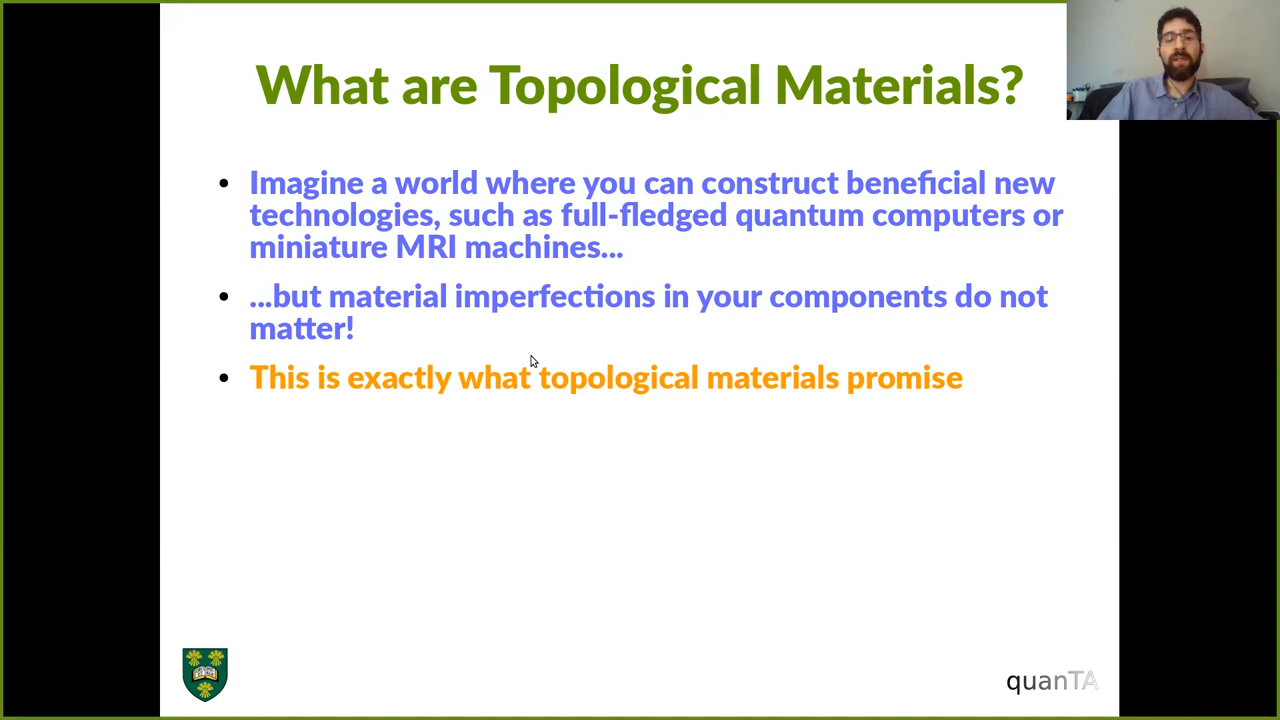 What are Topological Materials?
• Imagine a world where you can construct beneficial new
technologies, such as full-fledged quantum computers or
miniature MRI machines...
• ...but material imperfections in your components do not
matter!
• This is exactly what topological materials promise
quanTA